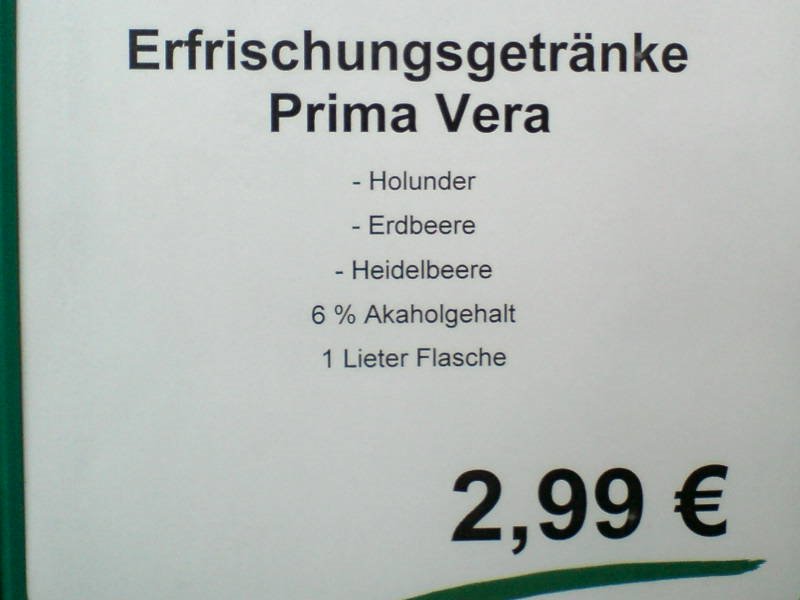 Erfrischungsgetränke
Prima Vera
- Holunder
- Erdbeere
- Heidelbeere
6 % Akaholgehalt
1 Lieter Flasche
2,99 €